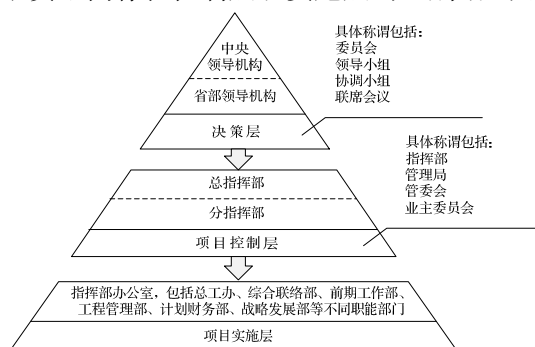 中央
领导机构
省部领导机构
决策层
具体称谓包括：
委员会
领导小组
协调小组
联席会议
总指挥部
分指挥部
项目控制层
具体称谓包括：
指挥部
管理局
管委会
业主委员会
指挥部办公室，包括总工办、综合联络部、前期工作部、
工程管理部、计划财务部、战略发展部等不同职能部门
项目实施层